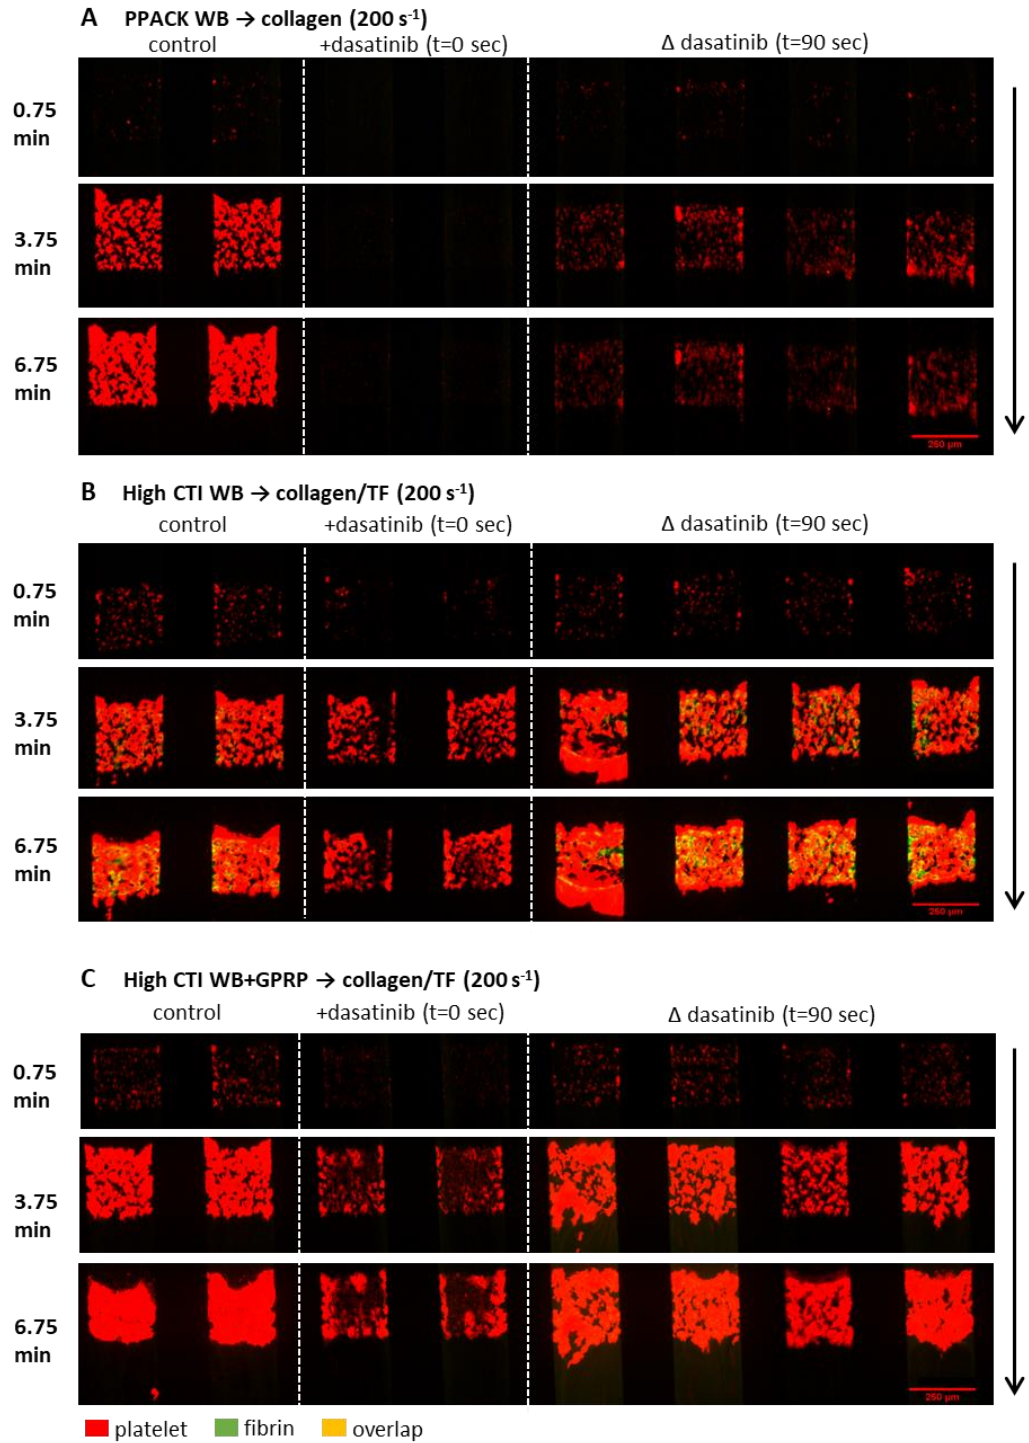 A PPACK WB → collagen (200 s⁻¹)
control +dasatinib (t=0 sec) Δ dasatinib (t=90 sec)
0.75
min
3.75
min
6.75
min
250 µm
B High CTI WB → collagen/TF (200 s⁻¹)
control +dasatinib (t=0 sec) Δ dasatinib (t=90 sec)
0.75
min
3.75
min
6.75
min
250 µm
C High CTI WB+GPRP → collagen/TF (200 s⁻¹)
control +dasatinib (t=0 sec) Δ dasatinib (t=90 sec)
0.75
min
3.75
min
6.75
min
250 µm
platelet fibrin overlap